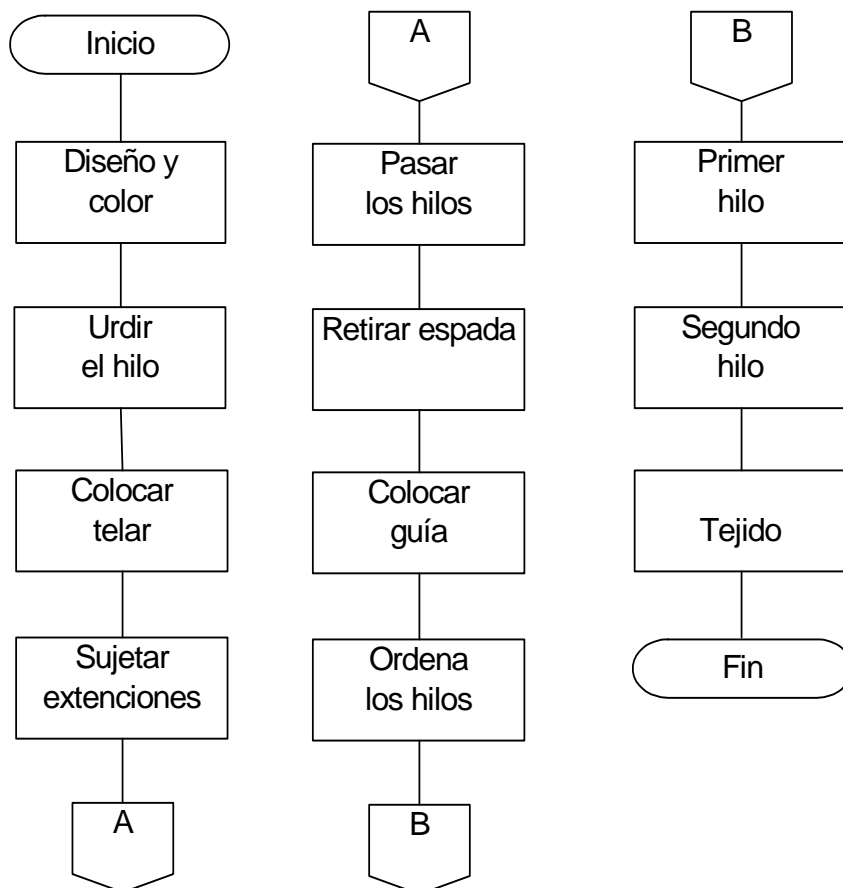 Inicio
Diseño y
color
Urdir
el hilo
Colocar
telar
Sujetar
extenciones
A
A
Pasar
los hilos
Retirar espada
Colocar
guía
Ordena
los hilos
B
B
Primer
hilo
Segundo
hilo
Tejido
Fin